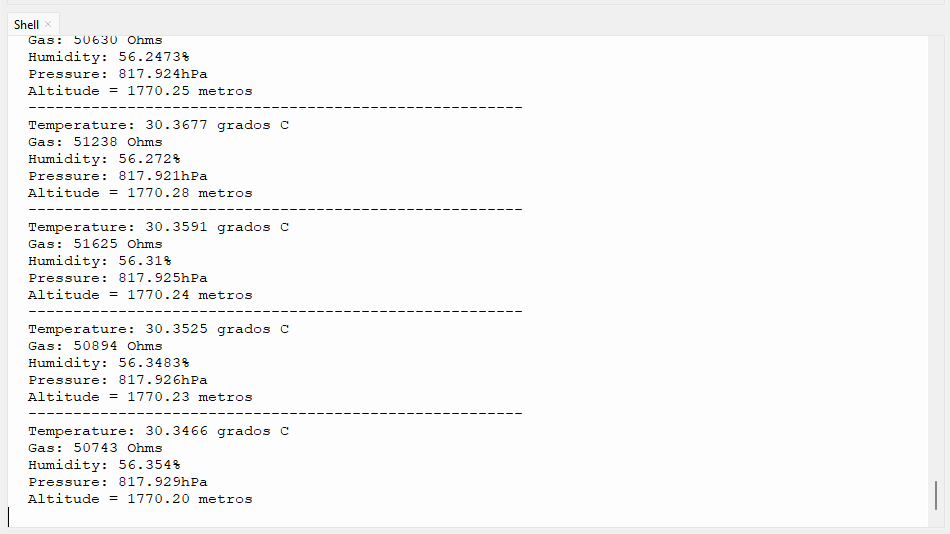 Shell ×
Gas: 50630 Ohms
Humidity: 56.2473%
Pressure: 817.924hPa
Altitude = 1770.25 metros
-------------------------------------------------------
Temperature: 30.3677 grados C
Gas: 51238 Ohms
Humidity: 56.272%
Pressure: 817.921hPa
Altitude = 1770.28 metros
-------------------------------------------------------
Temperature: 30.3591 grados C
Gas: 51625 Ohms
Humidity: 56.31%
Pressure: 817.925hPa
Altitude = 1770.24 metros
-------------------------------------------------------
Temperature: 30.3525 grados C
Gas: 50894 Ohms
Humidity: 56.3483%
Pressure: 817.926hPa
Altitude = 1770.23 metros
-------------------------------------------------------
Temperature: 30.3466 grados C
Gas: 50743 Ohms
Humidity: 56.354%
Pressure: 817.929hPa
Altitude = 1770.20 metros